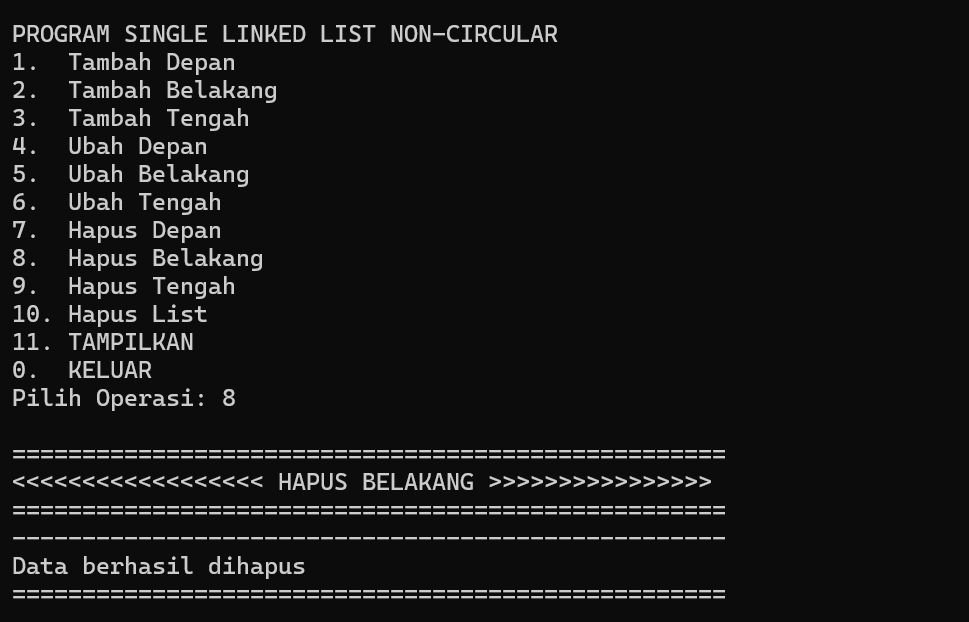 PROGRAM SINGLE LINKED LIST NON-CIRCULAR
1.  Tambah Depan
2.  Tambah Belakang
3.  Tambah Tengah
4.  Ubah Depan
5.  Ubah Belakang
6.  Ubah Tengah
7.  Hapus Depan
8.  Hapus Belakang
9.  Hapus Tengah
10. Hapus List
11. TAMPILKAN
0.  KELUAR
Pilih Operasi: 8
===================================================
<<<<<<<<<<<<<<<<<< HAPUS BELAKANG >>>>>>>>>>>>>>>>
===================================================
---------------------------------------------------
Data berhasil dihapus
===================================================